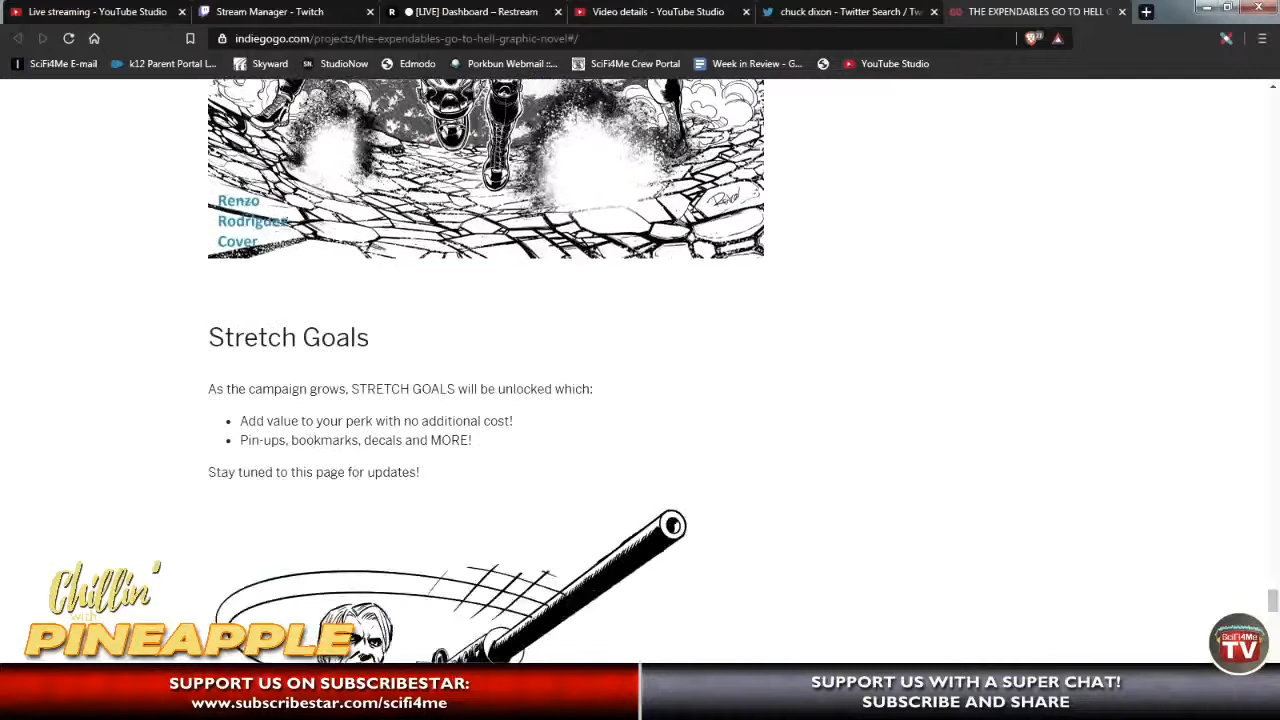 Live streaming - YouTube Studio
Stream Manager - Twitch
[LIVE] Dashboard – Restream
Video details - YouTube Studio
chuck dixon - Twitter Search / Tw
THE EXPENDABLES GO TO HELL G
indiegogo.com/projects/the-expendables-go-to-hell-graphic-novel#/
SciFi4Me E-mail
k12 Parent Portal L...
Skyward
StudioNow
Edmodo
Porkbun Webmail ::...
SciFi4Me Crew Portal
Week in Review - G...
YouTube Studio
Renzo
Rodriguez
Cover
Stretch Goals
As the campaign grows, STRETCH GOALS will be unlocked which:
• Add value to your perk with no additional cost!
• Pin-ups, bookmarks, decals and MORE!
Stay tuned to this page for updates!
Chillin'
with
PINEAPPLE
SciFi4Me
TV
SUPPORT US ON SUBSCRIBESTAR:
www.subscribestar.com/scifi4me
SUPPORT US WITH A SUPER CHAT!
SUBSCRIBE AND SHARE